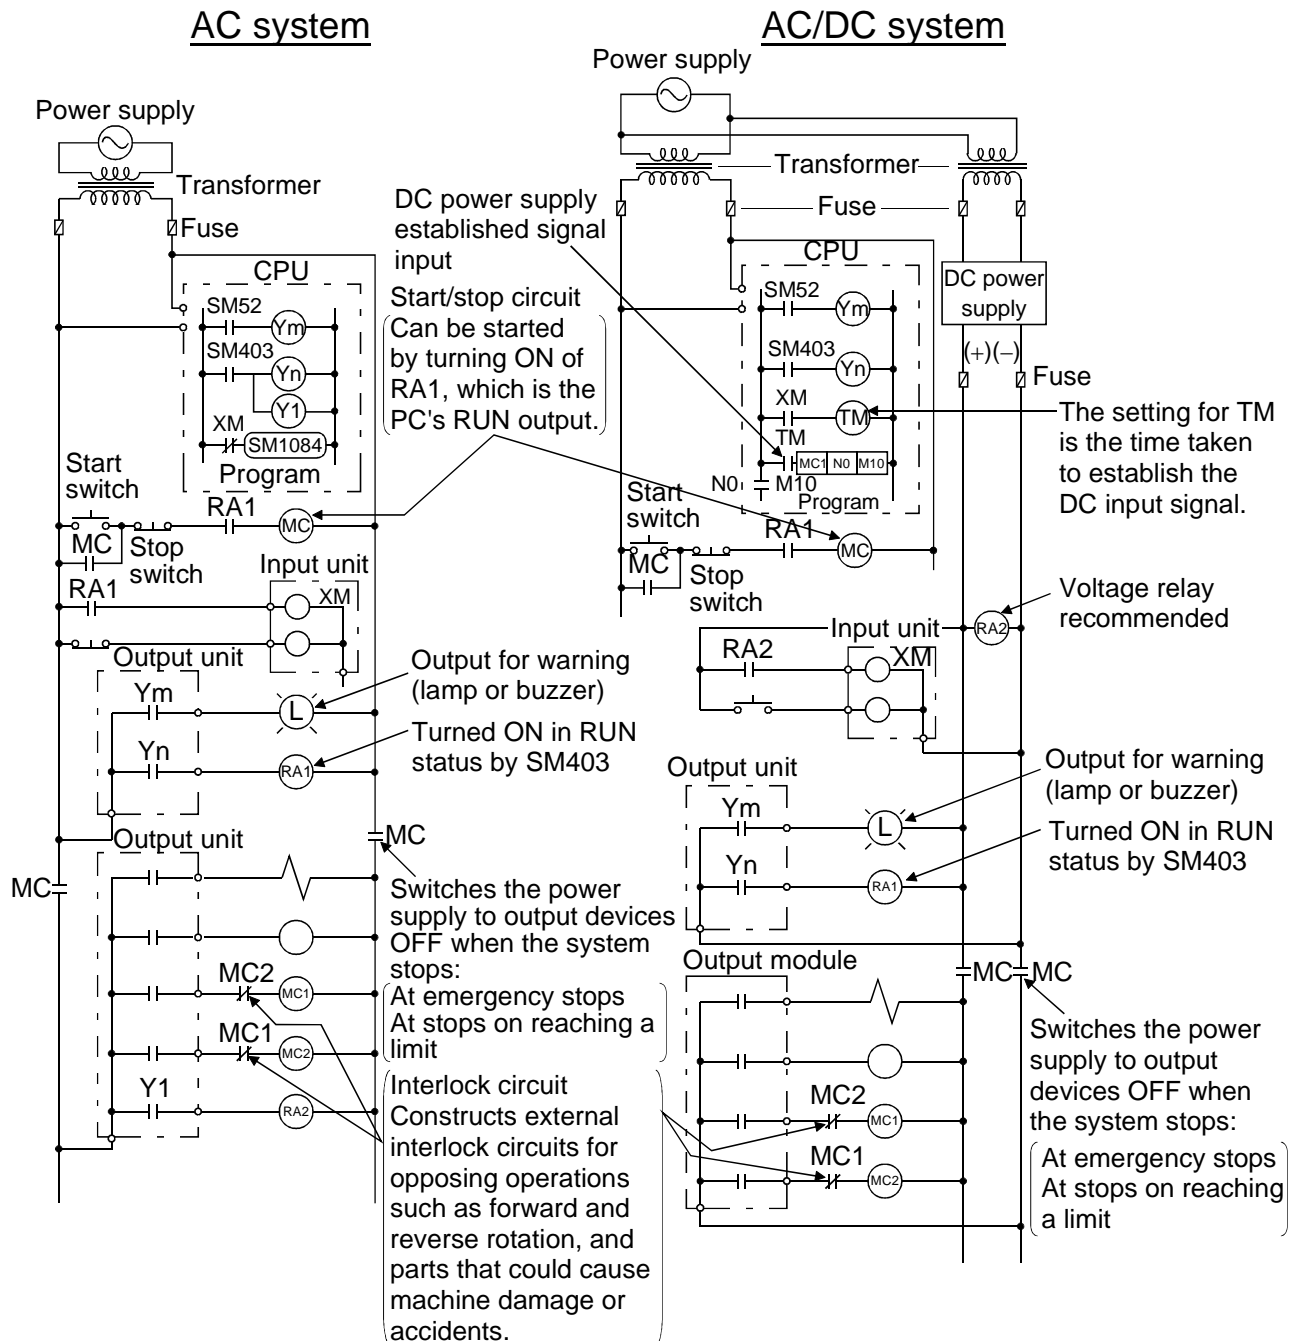 AC system
Power supply
Transformer
Fuse
CPU
SM52
Ym
SM403
Yn
Y1
XM
SM1084
Program
Start
switch
RA1
MC
MC
Stop
switch
Input unit
RA1
XM
Output unit
Ym
L
Yn
RA1
Output unit
MC
MC
MC2
MC1
MC1
MC2
Y1
RA2
Start/stop circuit
Can be started
by turning ON of
RA1, which is the
PC's RUN output.
Output for warning
(lamp or buzzer)
Turned ON in RUN
status by SM403
Switches the power
supply to output devices
OFF when the system
stops:
At emergency stops
At stops on reaching a
limit
Interlock circuit
Constructs external
interlock circuits for
opposing operations
such as forward and
reverse rotation, and
parts that could cause
machine damage or
accidents.
AC/DC system
Power supply
Transformer
Fuse
DC power supply
established signal
input
CPU
SM52
Ym
SM403
Yn
XM
TM
TM
MC1 N0 M10
N0 M10
Program
DC power
supply
(+)(−)
Fuse
The setting for TM
is the time taken
to establish the
DC input signal.
Start
switch
RA1
MC
MC
Stop
switch
Voltage relay
recommended
RA2
Input unit
RA2
XM
Output unit
Ym
L
Yn
RA1
Output for warning
(lamp or buzzer)
Turned ON in RUN
status by SM403
Output module
MC MC
MC2
MC1
MC1
MC2
Switches the power
supply to output
devices OFF when
the system stops:
At emergency stops
At stops on reaching
a limit